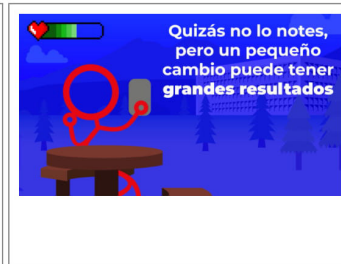 Quizás no lo notes,
pero un pequeño
cambio puede tener
grandes resultados